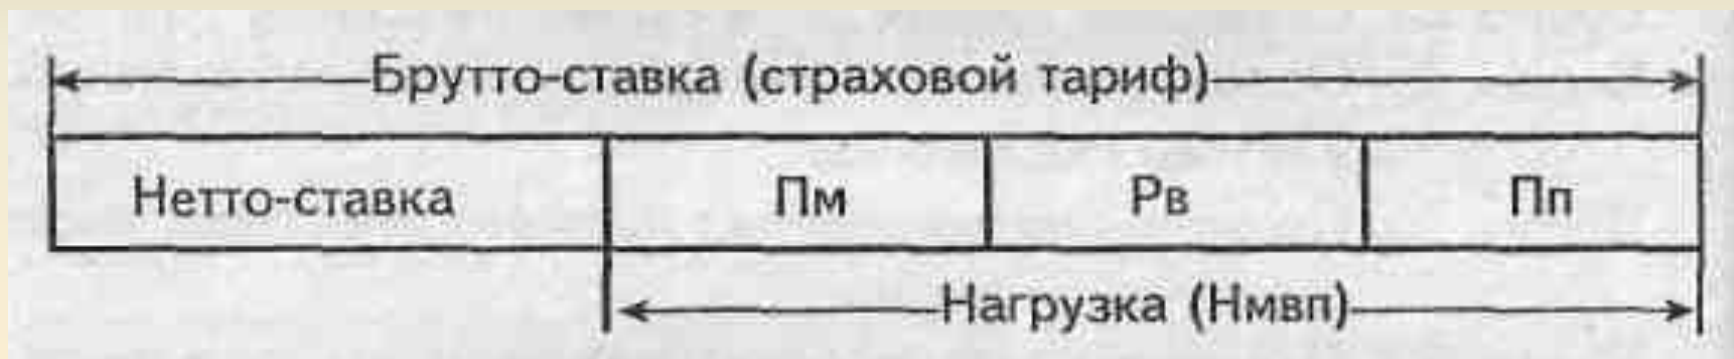 Брутто-ставка (страховой тариф)
Нетто-ставка Пм Рв Пп
Нагрузка (Нмвп)